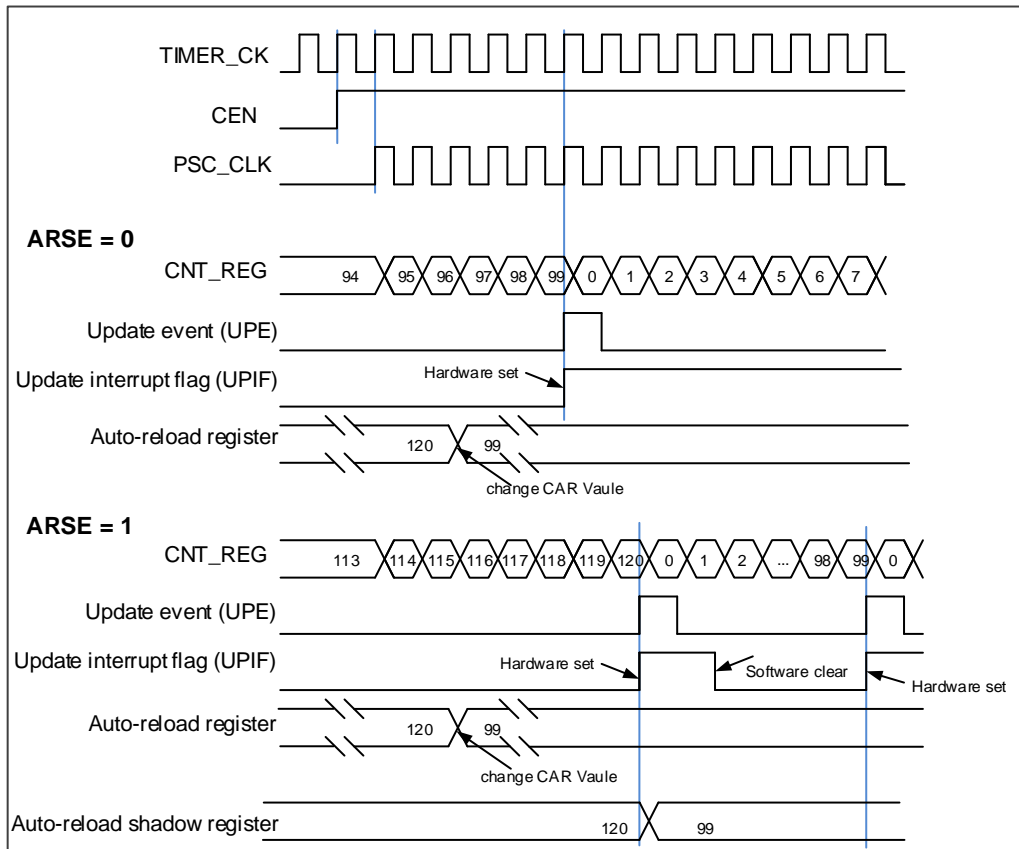 TIMER_CK
CEN
PSC_CLK
ARSE = 0
CNT_REG 94 95 96 97 98 99 0 1 2 3 4 5 6 7
Update event (UPE)
Update interrupt flag (UPIF) Hardware set
Auto-reload register 120 99
change CAR Vaule
ARSE = 1
CNT_REG 113 114 115 116 117 118 119 120 0 1 2 ... 98 99 0
Update event (UPE)
Update interrupt flag (UPIF) Hardware set Software clear Hardware set
Auto-reload register 120 99
change CAR Vaule
Auto-reload shadow register 120 99